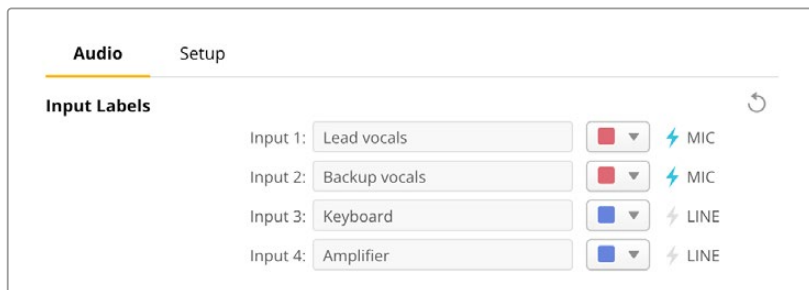 Audio Setup
Input Labels
Input 1: Lead vocals MIC
Input 2: Backup vocals MIC
Input 3: Keyboard LINE
Input 4: Amplifier LINE